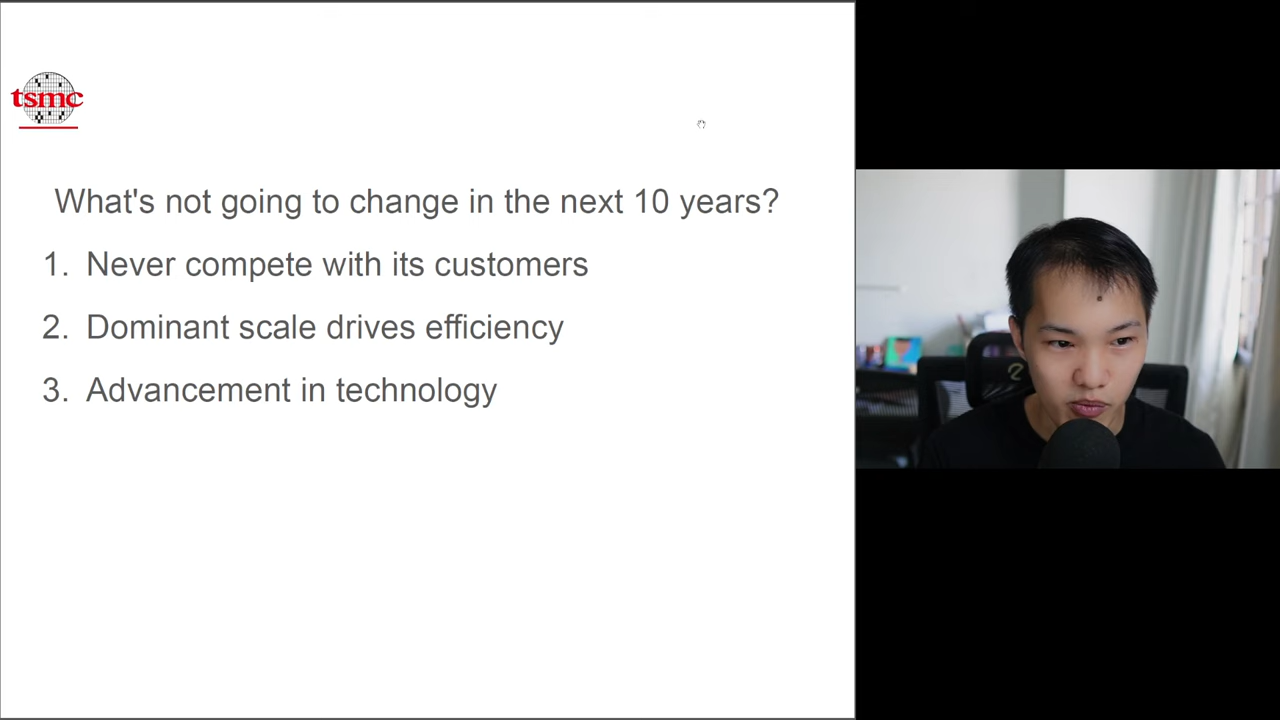 tsmc
What's not going to change in the next 10 years?
1. Never compete with its customers
2. Dominant scale drives efficiency
3. Advancement in technology